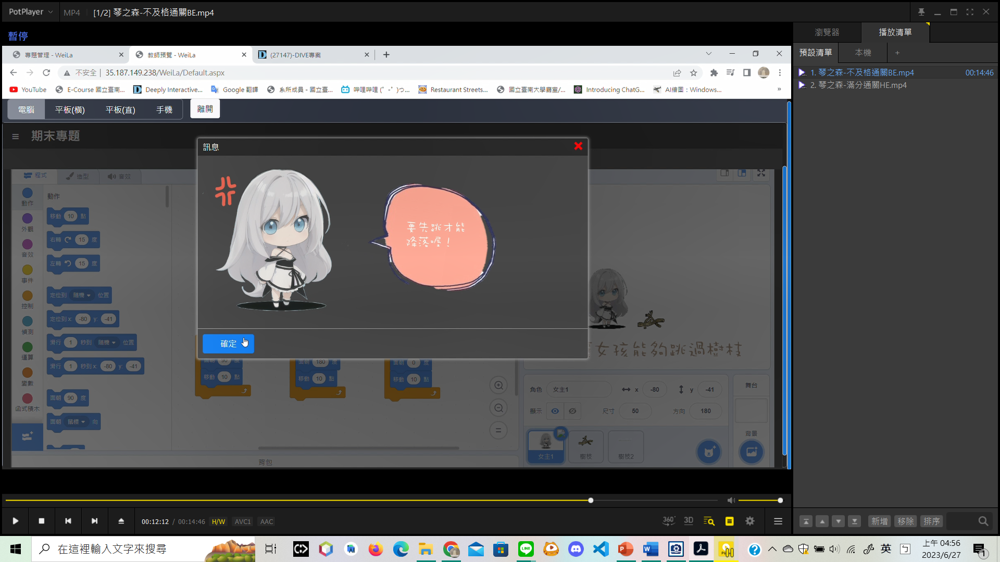 PotPlayer
MP4
[1/2] 琴之森-不及格通關BE.mp4
暫停
瀏覽器
播放清單
預設清單
本機
+
1. 琴之森-不及格通關BE.mp4
00:14:46
2. 琴之森-滿分通關HE.mp4
專題管理 - WeiLa
教師預覽 - WeiLa
(27147)-DIVE專案
不安全
35.187.149.238/WeiLa/Default.aspx
YouTube
E-Course 國立臺南...
Deeply Interactive...
Google 翻譯
系所成員 - 國立臺...
哔哩哔哩 (゜-゜)つ...
Restaurant Streets...
國立臺南大學廳室/...
Introducing ChatG...
AI繪圖：Windows...
»
電腦
平板(橫)
平板(直)
手機
離開
期末專題
訊息
要先跳才能
降落喔！
確定
程式
造型
音效
動作
外觀
音效
事件
控制
偵測
運算
變數
函式積木
動作
移動 10 點
右轉 15 度
左轉 15 度
定位到 隨機 位置
定位到 x: -80 y: -41
滑行 1 秒到 隨機 位置
滑行 1 秒到 x: -80 y: -41
面朝 90 度
面朝 鼠標 向
移動 10 點
面朝 180 度
移動 10 點
面朝 0 度
移動 10 點
背包
女孩能夠跳過樹枝
角色 女主1
x -80
y -41
顯示
尺寸 50
方向 180
女主1
樹枝
樹枝2
舞台
背景
00:12:12 / 00:14:46
H/W
AVC1
AAC
360°
3D
新增
移除
排序
在這裡輸入文字來搜尋
英
上午 04:56
2023/6/27
1